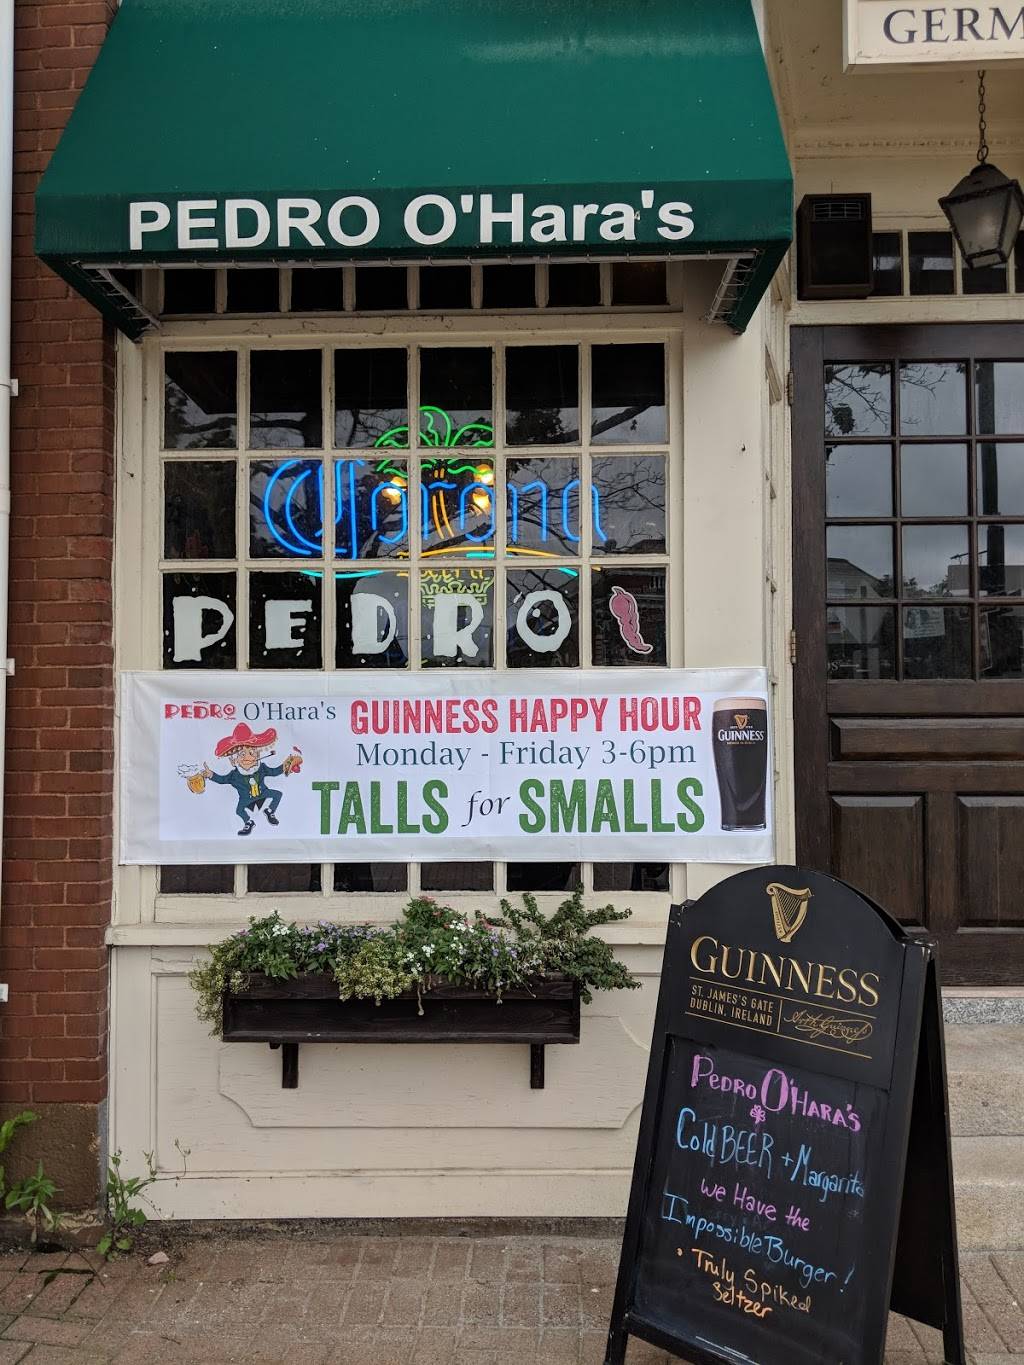 GERM
PEDRO O'Hara's
Corona
PEDRO
PEDRO O'Hara's GUINNESS HAPPY HOUR
Monday - Friday 3-6pm
TALLS for SMALLS
GUINNESS
GUINNESS
ST. JAMES'S GATE
DUBLIN, IRELAND
PEDRO O'HARA'S
Cold BEER + Margarita
we Have the
Impossible Burger!
• Truly Spiked
Seltzer